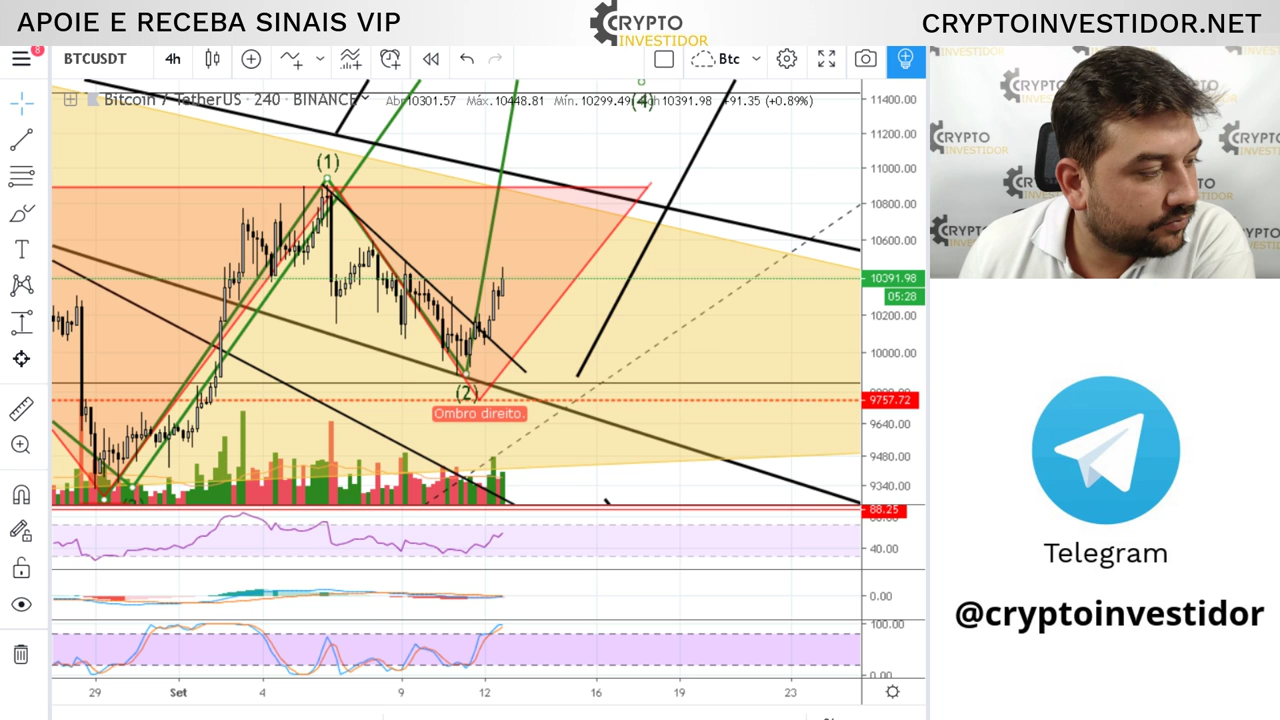 APOIE E RECEBA SINAIS VIP
CRYPTO
INVESTIDOR
CRYPTOINVESTIDOR.NET
8
BTCUSDT
4h
Btc
Bitcoin / TetherUS · 240 · BINANCE
Abr10301.57 Máx. 10448.81 Mín. 10299.49 10391.98 +91.35 (+0.89%)
(4)
(1)
(2)
Ombro direito.
11400.00
11200.00
11000.00
10800.00
10600.00
10391.98
05:28
10200.00
10000.00
9757.72
9640.00
9480.00
9340.00
88.25
40.00
0.00
100.00
0.00
29
Set
4
9
12
16
19
23
T
CRYPTO
INVESTIDOR
Telegram
@cryptoinvestidor